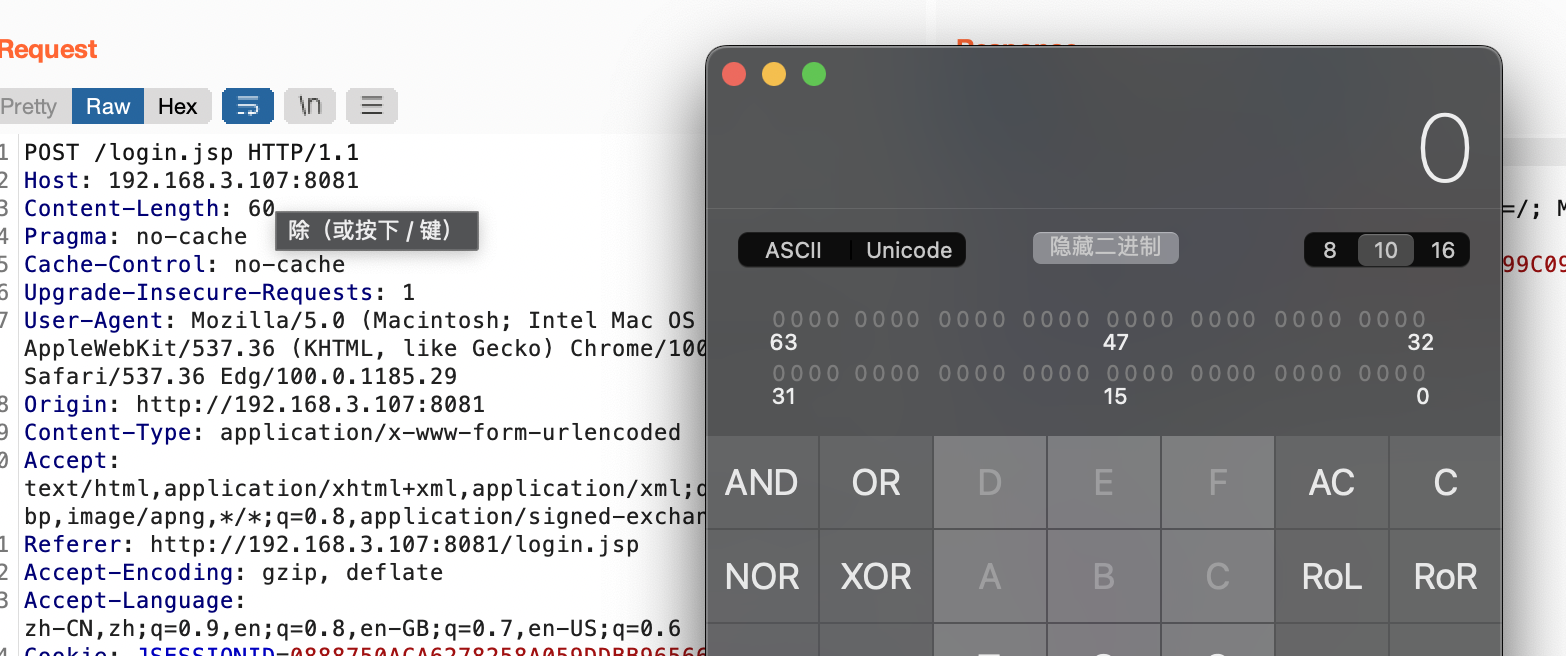 Request
Response
Pretty Raw Hex \n
1 POST /login.jsp HTTP/1.1
2 Host: 192.168.3.107:8081
3 Content-Length: 60
除（或按下 / 键）
4 Pragma: no-cache
5 Cache-Control: no-cache
6 Upgrade-Insecure-Requests: 1
7 User-Agent: Mozilla/5.0 (Macintosh; Intel Mac OS
AppleWebKit/537.36 (KHTML, like Gecko) Chrome/100
Safari/537.36 Edg/100.0.1185.29
8 Origin: http://192.168.3.107:8081
9 Content-Type: application/x-www-form-urlencoded
0 Accept:
text/html,application/xhtml+xml,application/xml;q
bp,image/apng,*/*;q=0.8,application/signed-exchan
1 Referer: http://192.168.3.107:8081/login.jsp
2 Accept-Encoding: gzip, deflate
3 Accept-Language:
zh-CN,zh;q=0.9,en;q=0.8,en-GB;q=0.7,en-US;q=0.6
4 Cookie:
0
ASCII Unicode 隐藏二进制 8 10 16
0000 0000 0000 0000 0000 0000 0000 0000
63 47 32
0000 0000 0000 0000 0000 0000 0000 0000
31 15 0
AND OR D E F AC C
NOR XOR A B C RoL RoR
=/; M
99C09